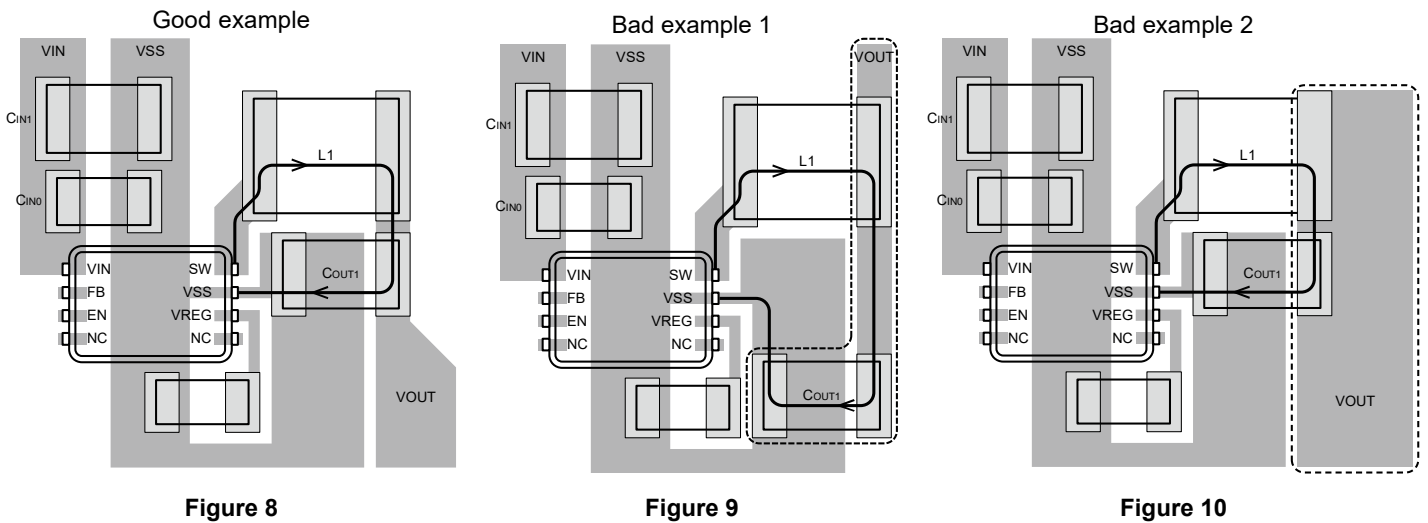 Good example
VIN
VSS
CIN1
L1
CIN0
COUT1
VIN
SW
FB
VSS
EN
VREG
NC
NC
VOUT
Figure 8
Bad example 1
VIN
VSS
VOUT
CIN1
L1
CIN0
VIN
SW
FB
VSS
EN
VREG
NC
NC
COUT1
Figure 9
Bad example 2
VIN
VSS
CIN1
L1
CIN0
COUT1
VIN
SW
FB
VSS
EN
VREG
NC
NC
VOUT
Figure 10